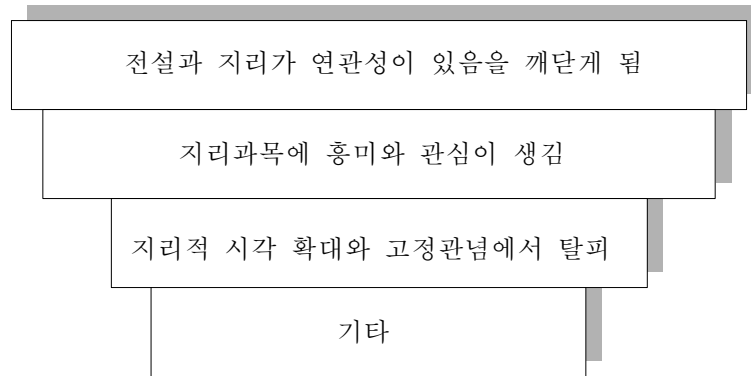 전설과 지리가 연관성이 있음을 깨닫게 됨
지리과목에 흥미와 관심이 생김
지리적 시각 확대와 고정관념에서 탈피
기타